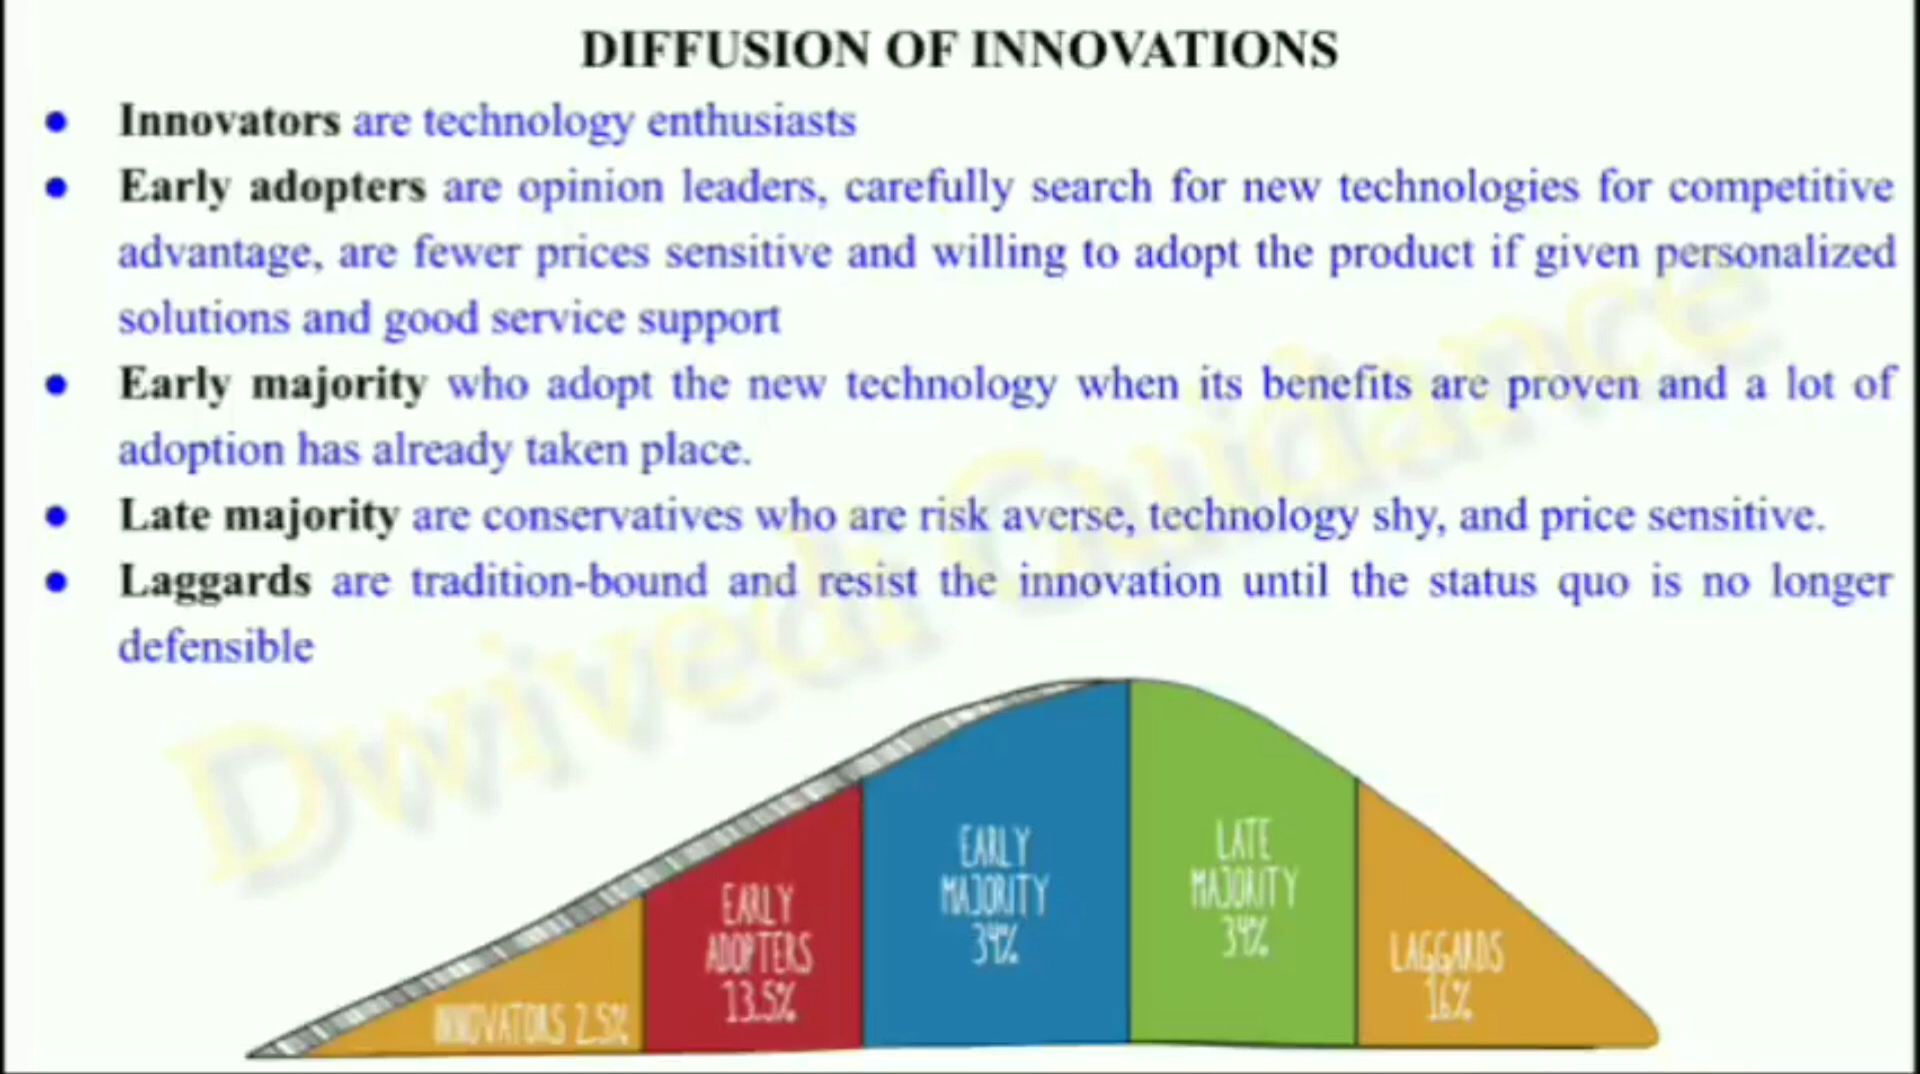 DIFFUSION OF INNOVATIONS
● Innovators are technology enthusiasts
● Early adopters are opinion leaders, carefully search for new technologies for competitive
advantage, are fewer prices sensitive and willing to adopt the product if given personalized
solutions and good service support
● Early majority who adopt the new technology when its benefits are proven and a lot of
adoption has already taken place.
● Late majority are conservatives who are risk averse, technology shy, and price sensitive.
● Laggards are tradition-bound and resist the innovation until the status quo is no longer
defensible
Dwivedi Guidance
INNOVATORS 2.5%
EARLY
ADOPTERS
13.5%
EARLY
MAJORITY
34%
LATE
MAJORITY
34%
LAGGARDS
16%